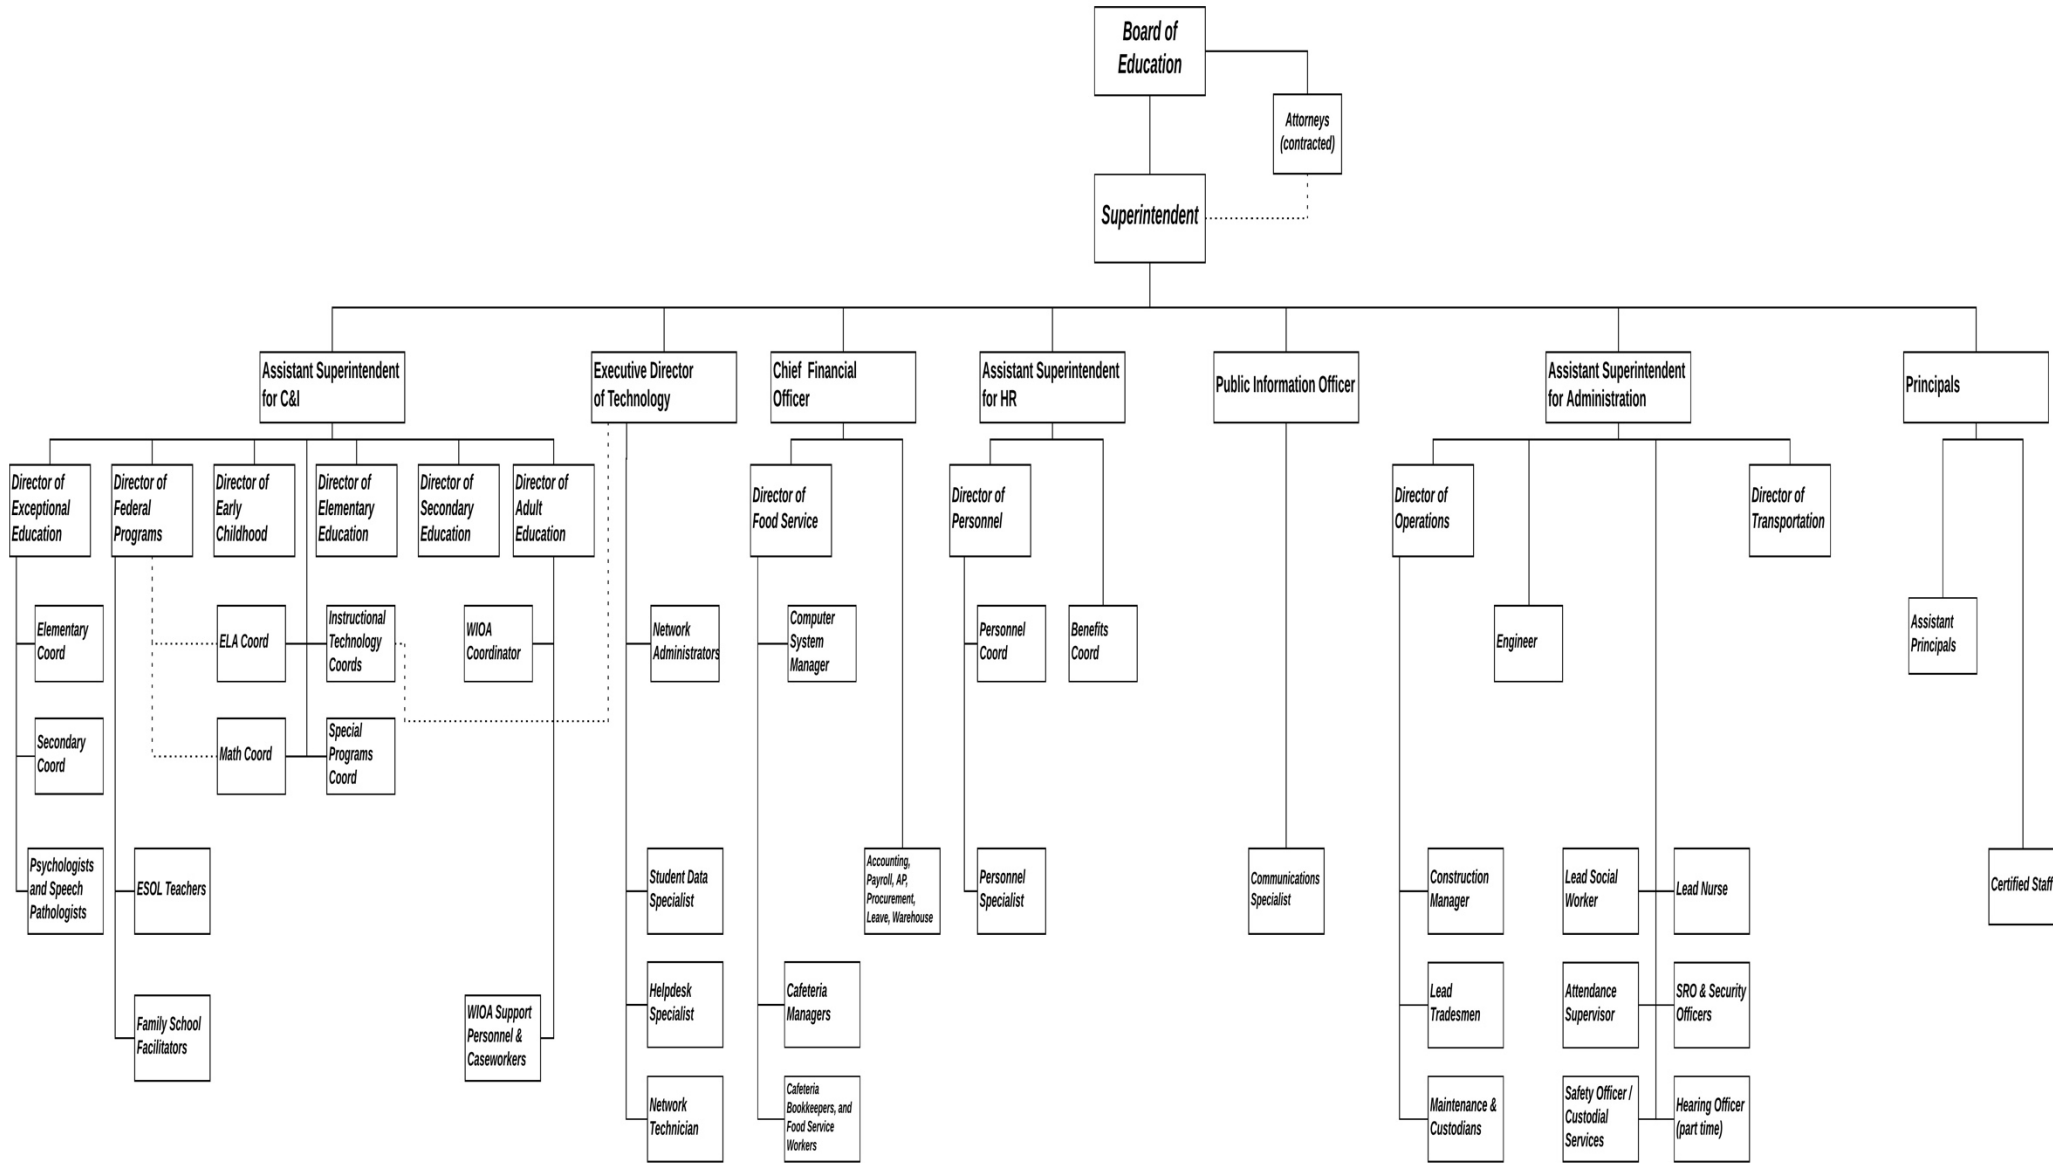 Board of
Education
Attorneys
(contracted)
Superintendent
Assistant Superintendent
for C&I
Executive Director
of Technology
Chief Financial
Officer
Assistant Superintendent
for HR
Public Information Officer
Assistant Superintendent
for Administration
Principals
Director of
Exceptional
Education
Director of
Federal
Programs
Director of
Early
Childhood
Director of
Elementary
Education
Director of
Secondary
Education
Director of
Adult
Education
Director of
Food Service
Director of
Personnel
Director of
Operations
Director of
Transportation
Elementary
Coord
ELA Coord
Instructional
Technology
Coords
WIOA
Coordinator
Network
Administrators
Computer
System
Manager
Personnel
Coord
Benefits
Coord
Engineer
Assistant
Principals
Secondary
Coord
Math Coord
Special
Programs
Coord
Psychologists
and Speech
Pathologists
ESOL Teachers
Student Data
Specialist
Accounting,
Payroll, AP,
Procurement,
Leave, Warehouse
Personnel
Specialist
Communications
Specialist
Construction
Manager
Lead Social
Worker
Lead Nurse
Certified Staff
Family School
Facilitators
WIOA Support
Personnel &
Caseworkers
Helpdesk
Specialist
Cafeteria
Managers
Lead
Tradesmen
Attendance
Supervisor
SRO & Security
Officers
Network
Technician
Cafeteria
Bookkeepers, and
Food Service
Workers
Maintenance &
Custodians
Safety Officer /
Custodial
Services
Hearing Officer
(part time)